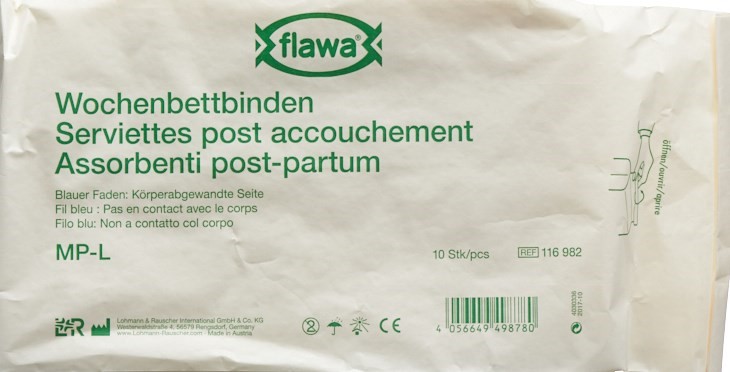 flawa®
Wochenbettbinden
Serviettes post accouchement
Assorbenti post-partum
Blauer Faden: Körperabgewandte Seite
Fil bleu : Pas en contact avec le corps
Filo blu: Non a contatto col corpo
MP-L
10 Stk/pcs
REF 116 982
öffnen/ouvrir/aprire
L&R
Lohmann & Rauscher International GmbH & Co. KG
Westerwaldstraße 4, 56579 Rengsdorf, Germany
www.Lohmann-Rauscher.com - Made in Austria
2
CE
4 056649 498780
4030336
2017-10